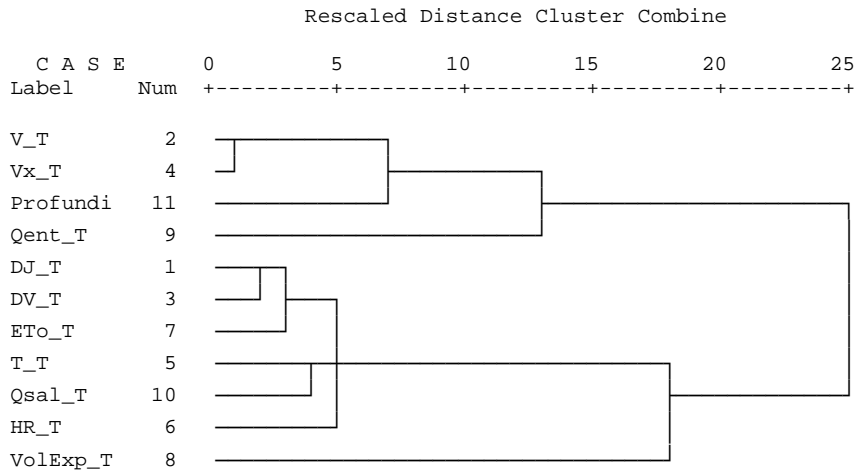 Rescaled Distance Cluster Combine
C A S E 0 5 10 15 20 25
Label Num +---------+---------+---------+---------+---------+
V_T 2
Vx_T 4
Profundi 11
Qent_T 9
DJ_T 1
DV_T 3
ETo_T 7
T_T 5
Qsal_T 10
HR_T 6
VolExp_T 8